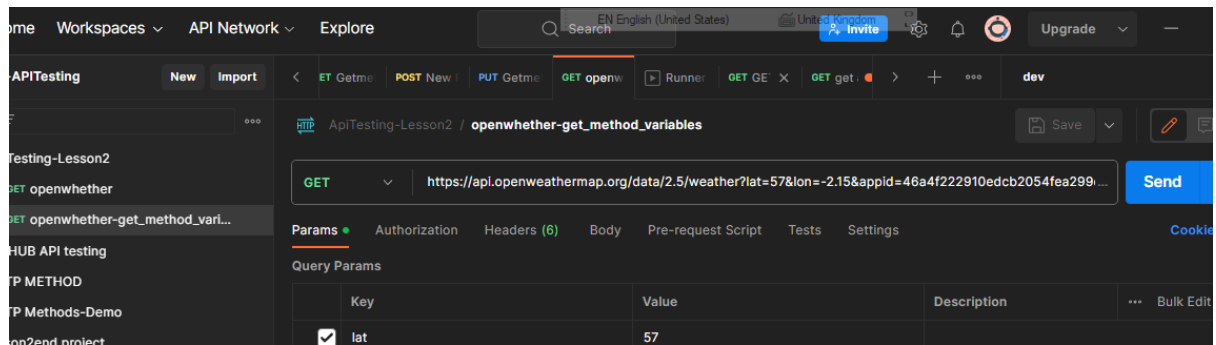 ome Workspaces API Network Explore Search EN English (United States) United Kingdom Invite Upgrade
-APITesting New Import ET Getme POST New PUT Getme GET openw Runner GET GE GET get dev
HTTP ApiTesting-Lesson2 / openwhether-get_method_variables Save
Testing-Lesson2
GET openwhether
GET https://api.openweathermap.org/data/2.5/weather?lat=57&lon=-2.15&appid=46a4f222910edcb2054fea299... Send
GET openwhether-get_method_vari...
Params Authorization Headers (6) Body Pre-request Script Tests Settings Cookie
HUB API testing
Query Params
TP METHOD
Key Value Description Bulk Edit
TP Methods-Demo
lat 57
son2end project